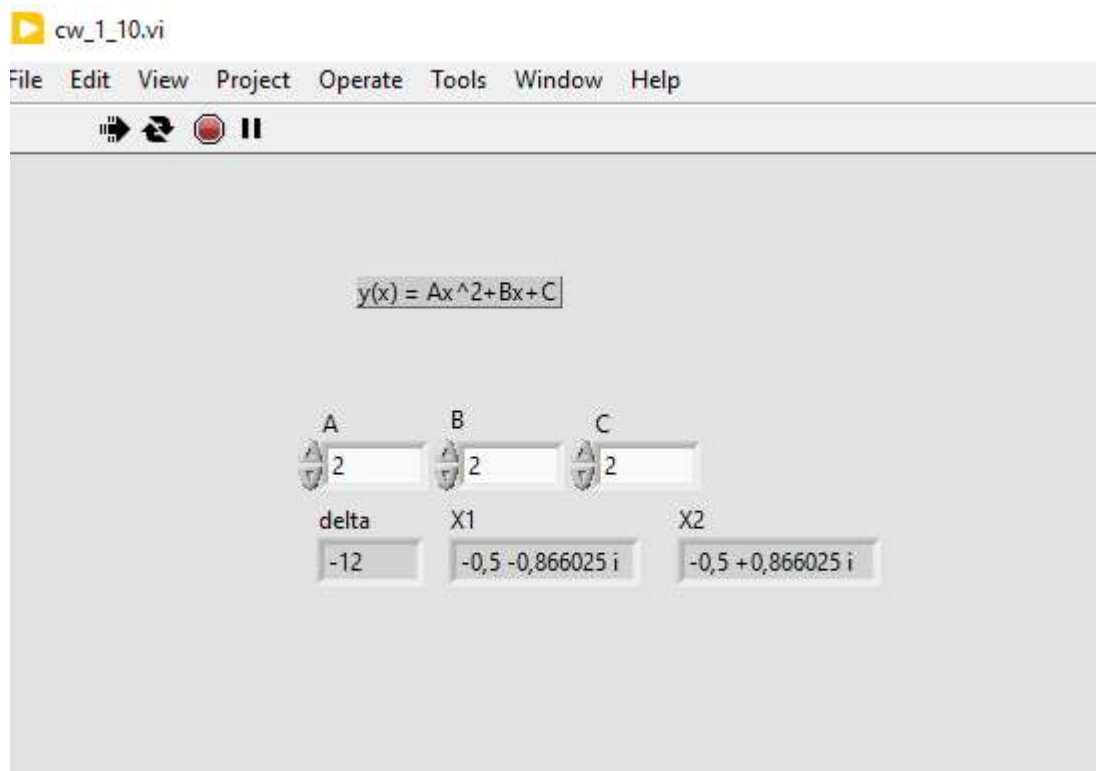 cw_1_10.vi
File Edit View Project Operate Tools Window Help
y(x) = Ax^2+Bx+C
A B C
2 2 2
delta X1 X2
-12 -0,5 -0,866025 i -0,5 +0,866025 i